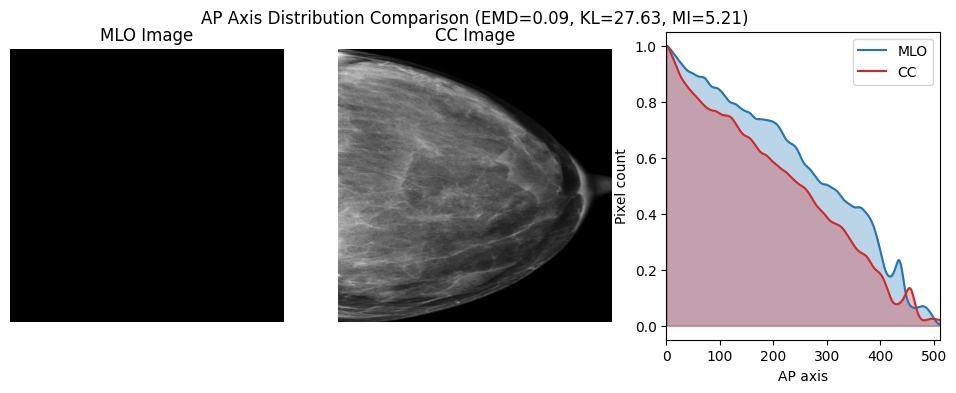 AP Axis Distribution Comparison (EMD=0.09, KL=27.63, MI=5.21)
MLO Image
CC Image
MLO
CC
Pixel count
1.0
0.8
0.6
0.4
0.2
0.0
0 100 200 300 400 500
AP axis